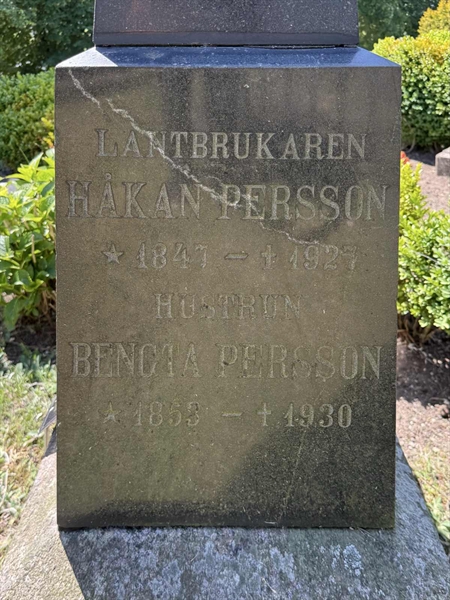 LANTBRUKAREN
HÅKAN PERSSON
★ 1847 – ✝ 1927
HUSTRUN
BENGTA PERSSON
★ 1853 – ✝ 1930